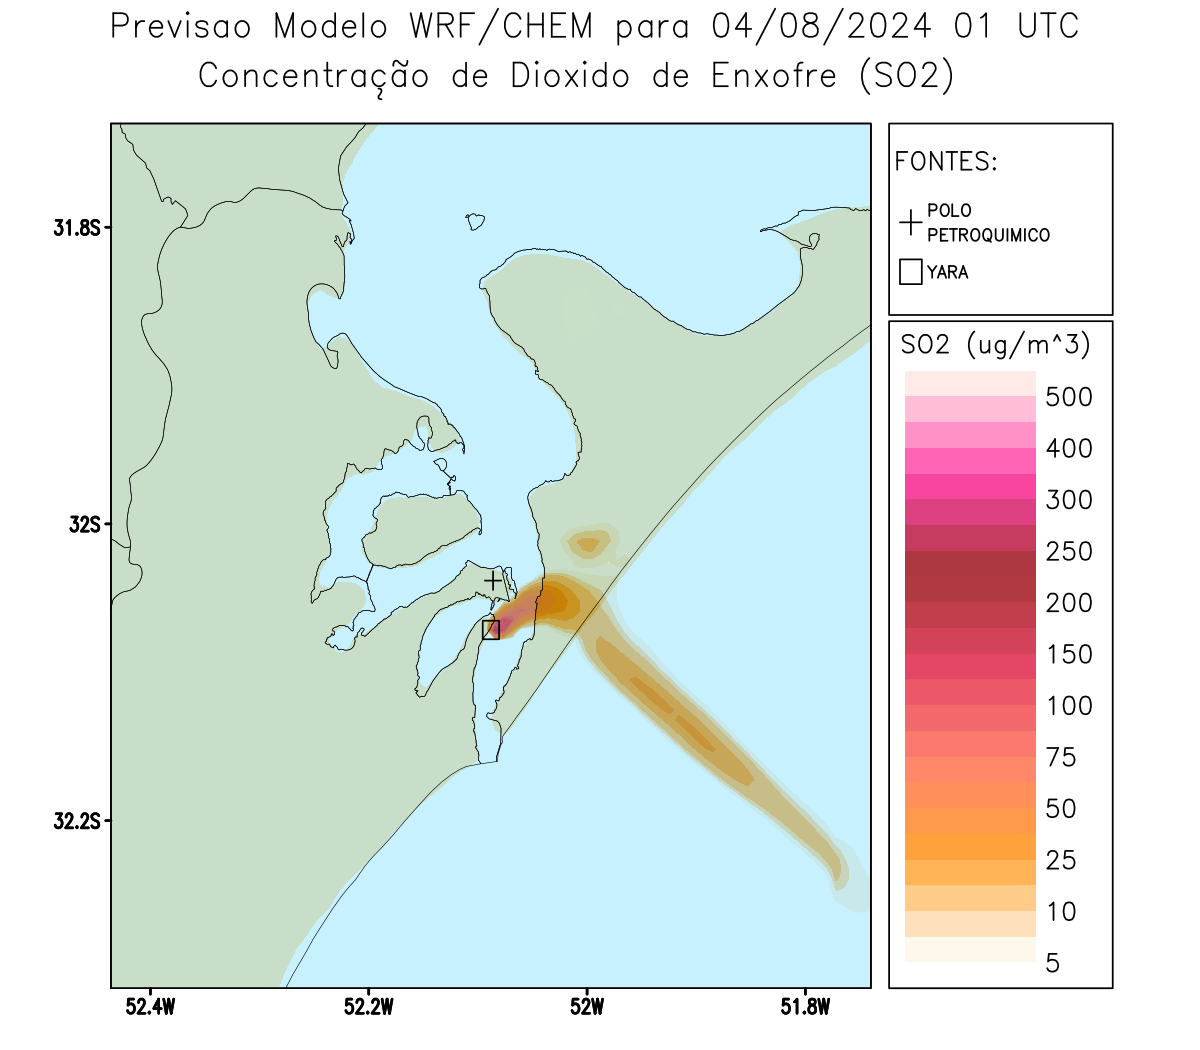 Previsao Modelo WRF/CHEM para 04/08/2024 01 UTC
Concentração de Dioxido de Enxofre (SO2)
FONTES:
POLO
PETROQUIMICO
YARA
SO2 (ug/m^3)
500
400
300
250
200
150
100
75
50
25
10
5
31.8S
32S
32.2S
52.4W
52.2W
52W
51.8W